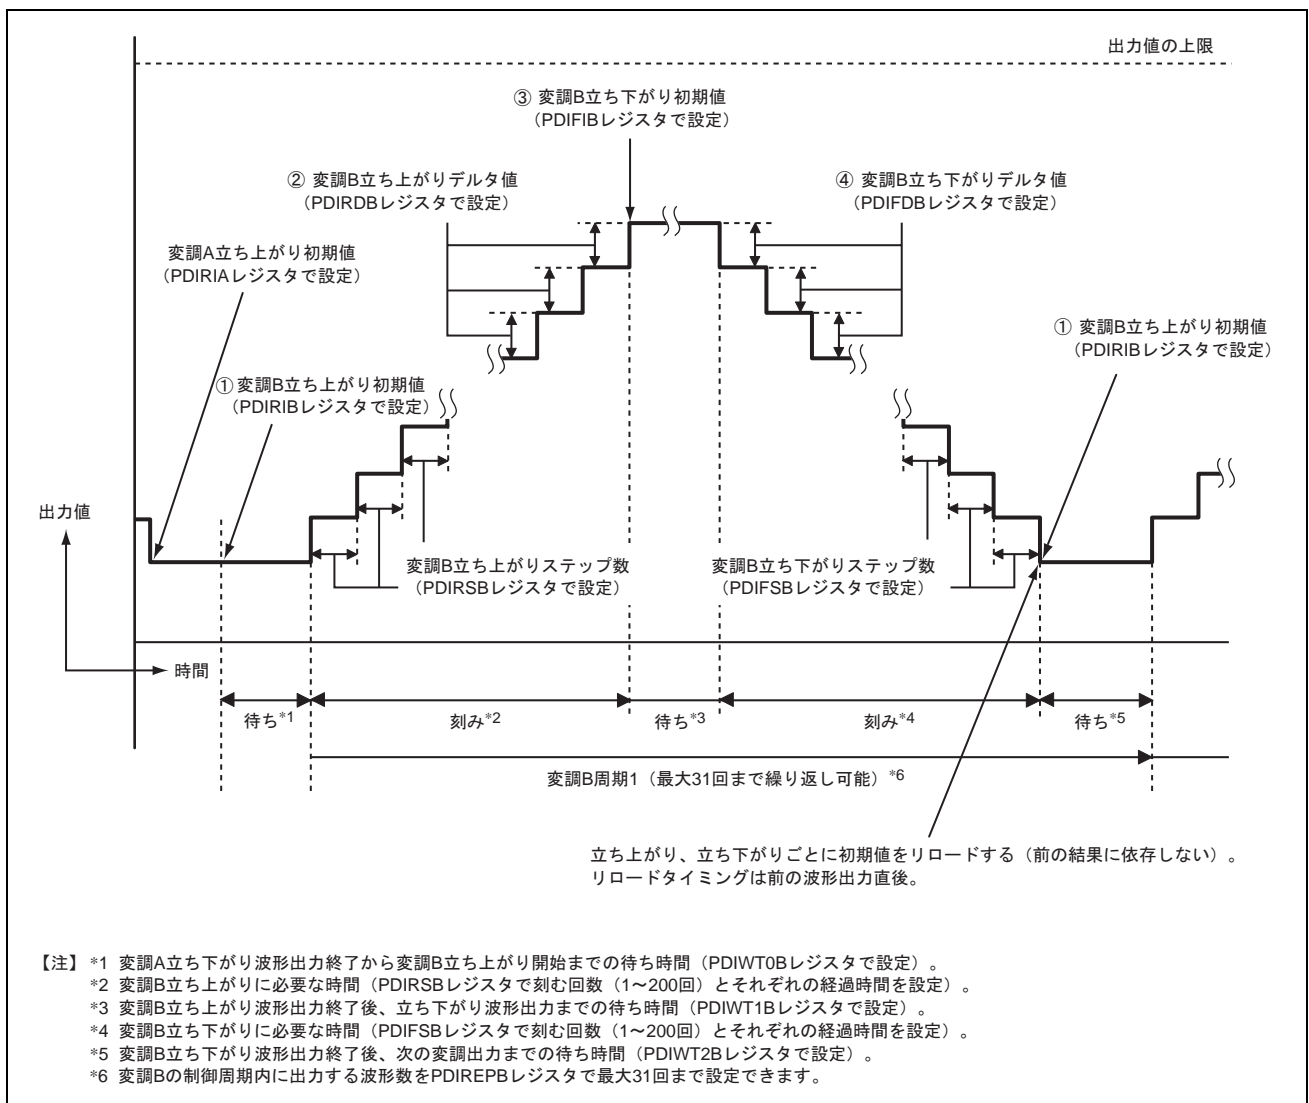 出力値の上限
③ 変調B立ち下がり初期値
（PDIFIBレジスタで設定）
② 変調B立ち上がりデルタ値
（PDIRDBレジスタで設定）
④ 変調B立ち下がりデルタ値
（PDIFDBレジスタで設定）
変調A立ち上がり初期値
（PDIRIAレジスタで設定）
① 変調B立ち上がり初期値
（PDIRIBレジスタで設定）
①変調B立ち上がり初期値
（PDIRIBレジスタで設定）
出力値
変調B立ち上がりステップ数
（PDIRSBレジスタで設定）
変調B立ち下がりステップ数
（PDIFSBレジスタで設定）
時間
待ち*1
刻み*2
待ち*3
刻み*4
待ち*5
変調B周期1（最大31回まで繰り返し可能）*6
立ち上がり、立ち下がりごとに初期値をリロードする（前の結果に依存しない）。
リロードタイミングは前の波形出力直後。
【注】 *1 変調A立ち下がり波形出力終了から変調B立ち上がり開始までの待ち時間（PDIWT0Bレジスタで設定）。
*2 変調B立ち上がりに必要な時間（PDIRSBレジスタで刻む回数（1～200回）とそれぞれの経過時間を設定）。
*3 変調B立ち上がり波形出力終了後、立ち下がり波形出力までの待ち時間（PDIWT1Bレジスタで設定）。
*4 変調B立ち下がりに必要な時間（PDIFSBレジスタで刻む回数（1～200回）とそれぞれの経過時間を設定）。
*5 変調B立ち下がり波形出力終了後、次の変調出力までの待ち時間（PDIWT2Bレジスタで設定）。
*6 変調Bの制御周期内に出力する波形数をPDIREPBレジスタで最大31回まで設定できます。